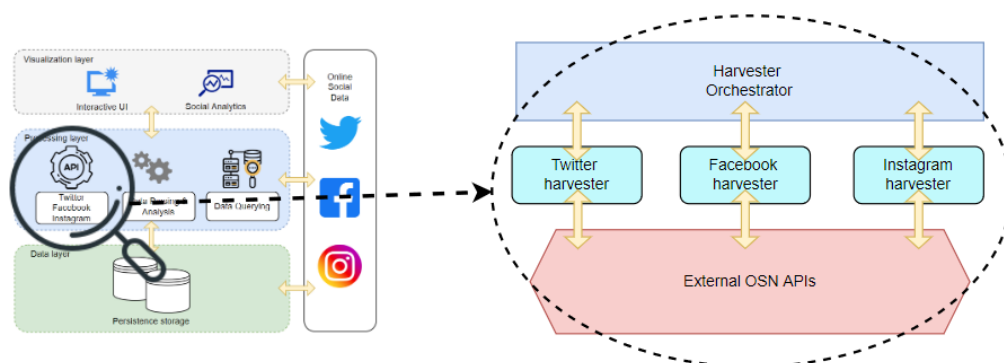 Visualization layer
Interactive UI
Social Analytics
Online
Social
Data
Processing layer
API
Twitter
Facebook
Instagram
Analysis
Data Querying
Data layer
Persistence storage
Harvester
Orchestrator
Twitter
harvester
Facebook
harvester
Instagram
harvester
External OSN APIs